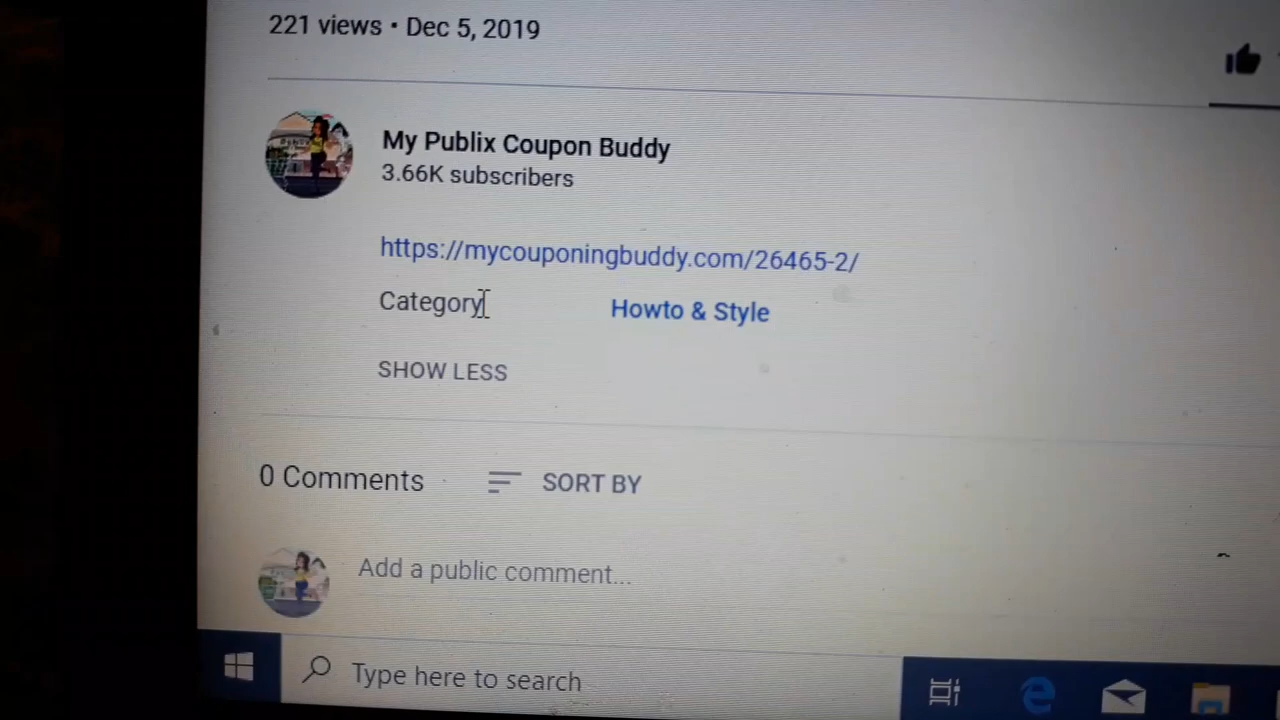 221 views • Dec 5, 2019
My Publix Coupon Buddy
3.66K subscribers
https://mycouponingbuddy.com/26465-2/
Category Howto & Style
SHOW LESS
0 Comments SORT BY
Add a public comment...
Type here to search